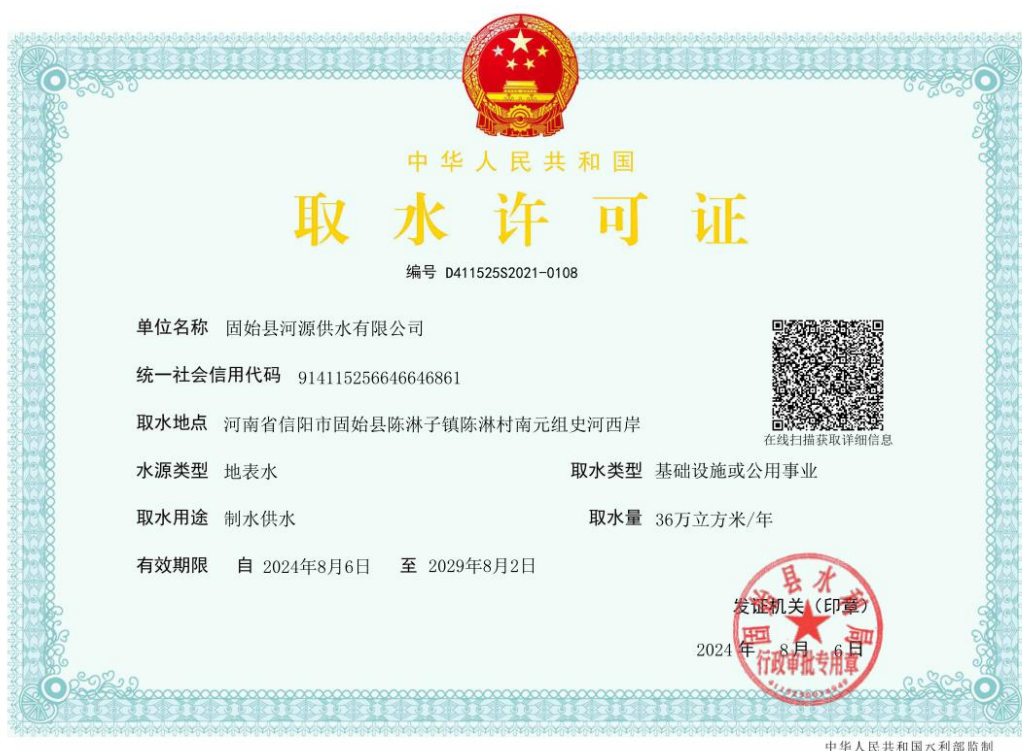 中华人民共和国
取水许可证
编号 D411525S2021-0108
单位名称 固始县河源供水有限公司
统一社会信用代码 914115256646646861
取水地点 河南省信阳市固始县陈淋子镇陈淋村南元组史河西岸
在线扫描获取详细信息
水源类型 地表水 取水类型 基础设施或公用事业
取水用途 制水供水 取水量 36万立方米/年
有效期限 自 2024年8月6日 至 2029年8月2日
固始县水利局
发证机关（印章）
2024 年 8月 6日
行政审批专用章
中华人民共和国水利部监制